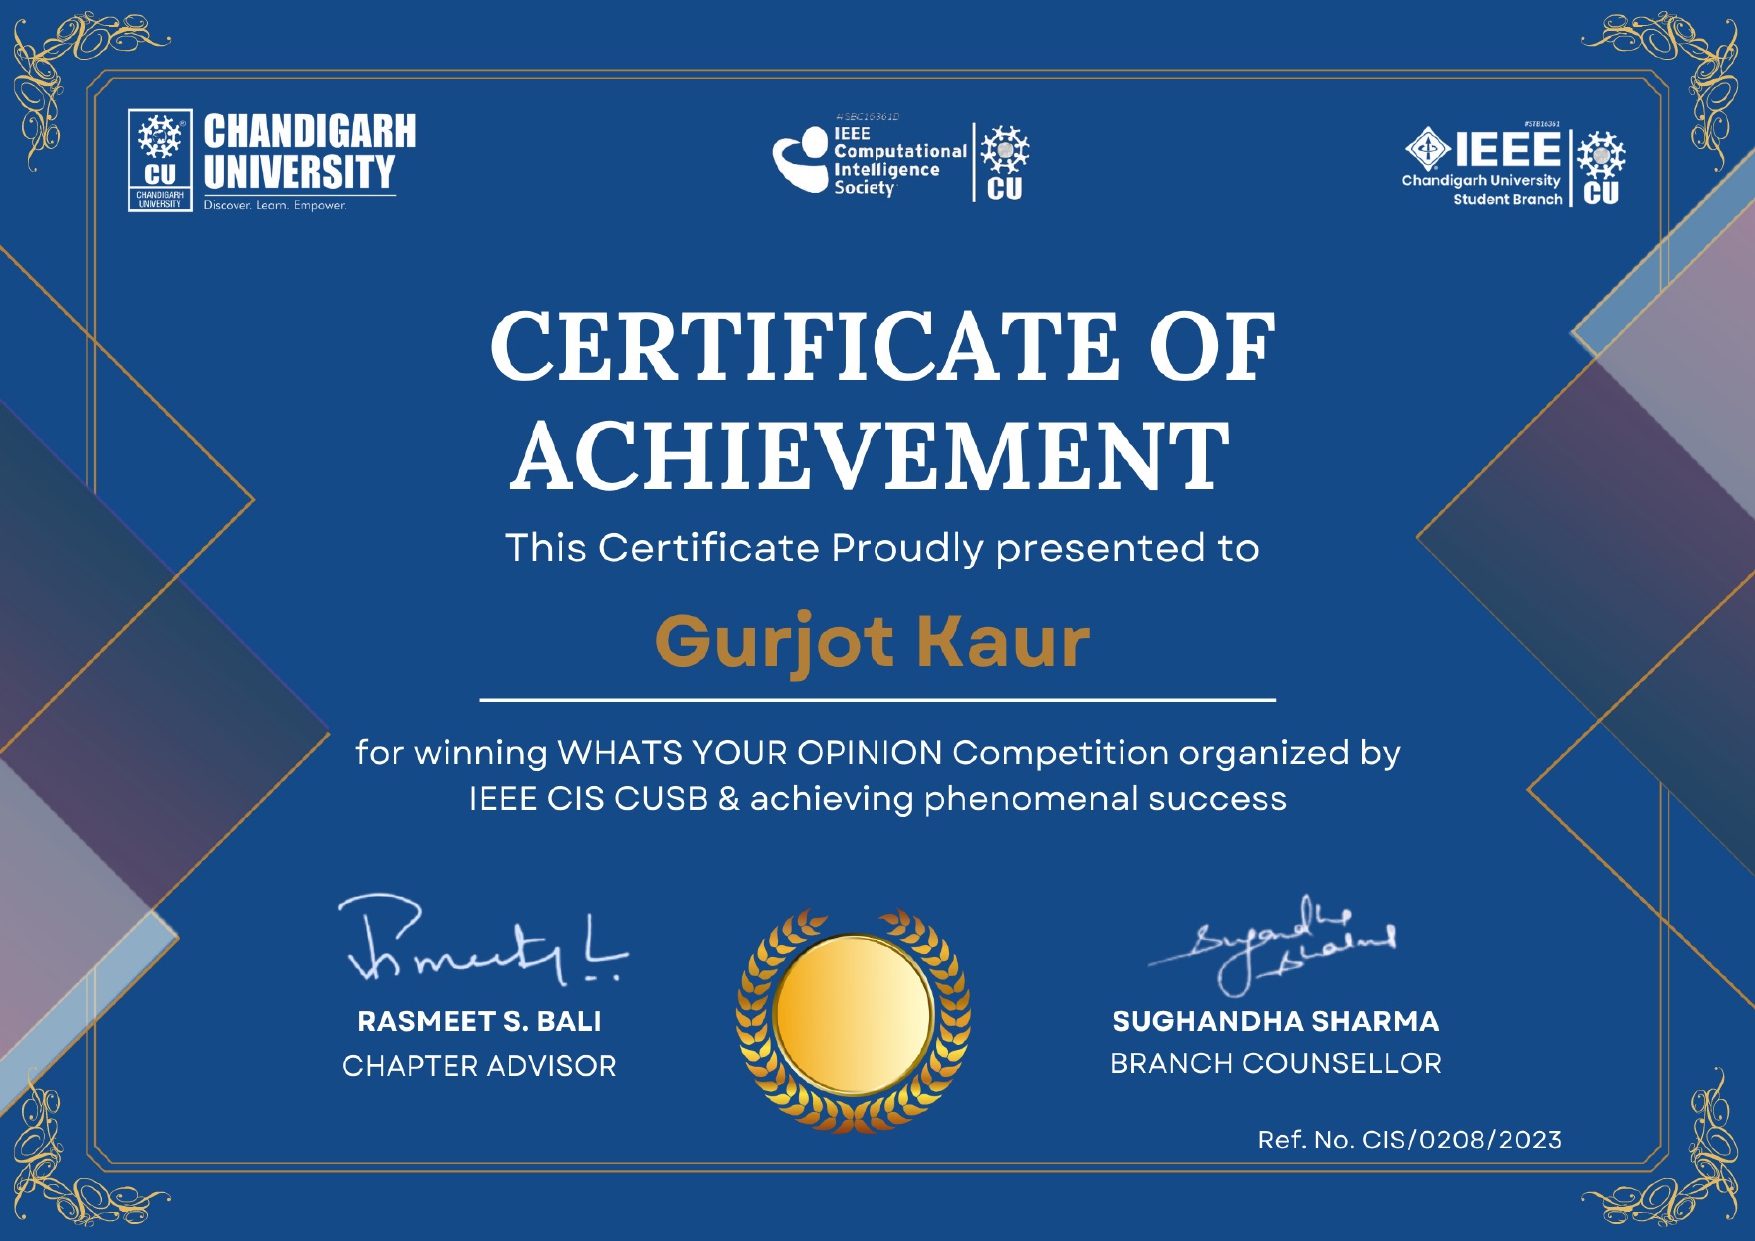 CHANDIGARH
UNIVERSITY
Discover. Learn. Empower.
CU
CHANDIGARH
UNIVERSITY
#SBC16361D
IEEE
Computational
Intelligence
Society
CU
#STB16361
IEEE
Chandigarh University
Student Branch
CU
CERTIFICATE OF
ACHIEVEMENT
This Certificate Proudly presented to
Gurjot Kaur
for winning WHATS YOUR OPINION Competition organized by
IEEE CIS CUSB & achieving phenomenal success
RASMEET S. BALI
CHAPTER ADVISOR
Sugandha
Sharma
SUGHANDHA SHARMA
BRANCH COUNSELLOR
Ref. No. CIS/0208/2023